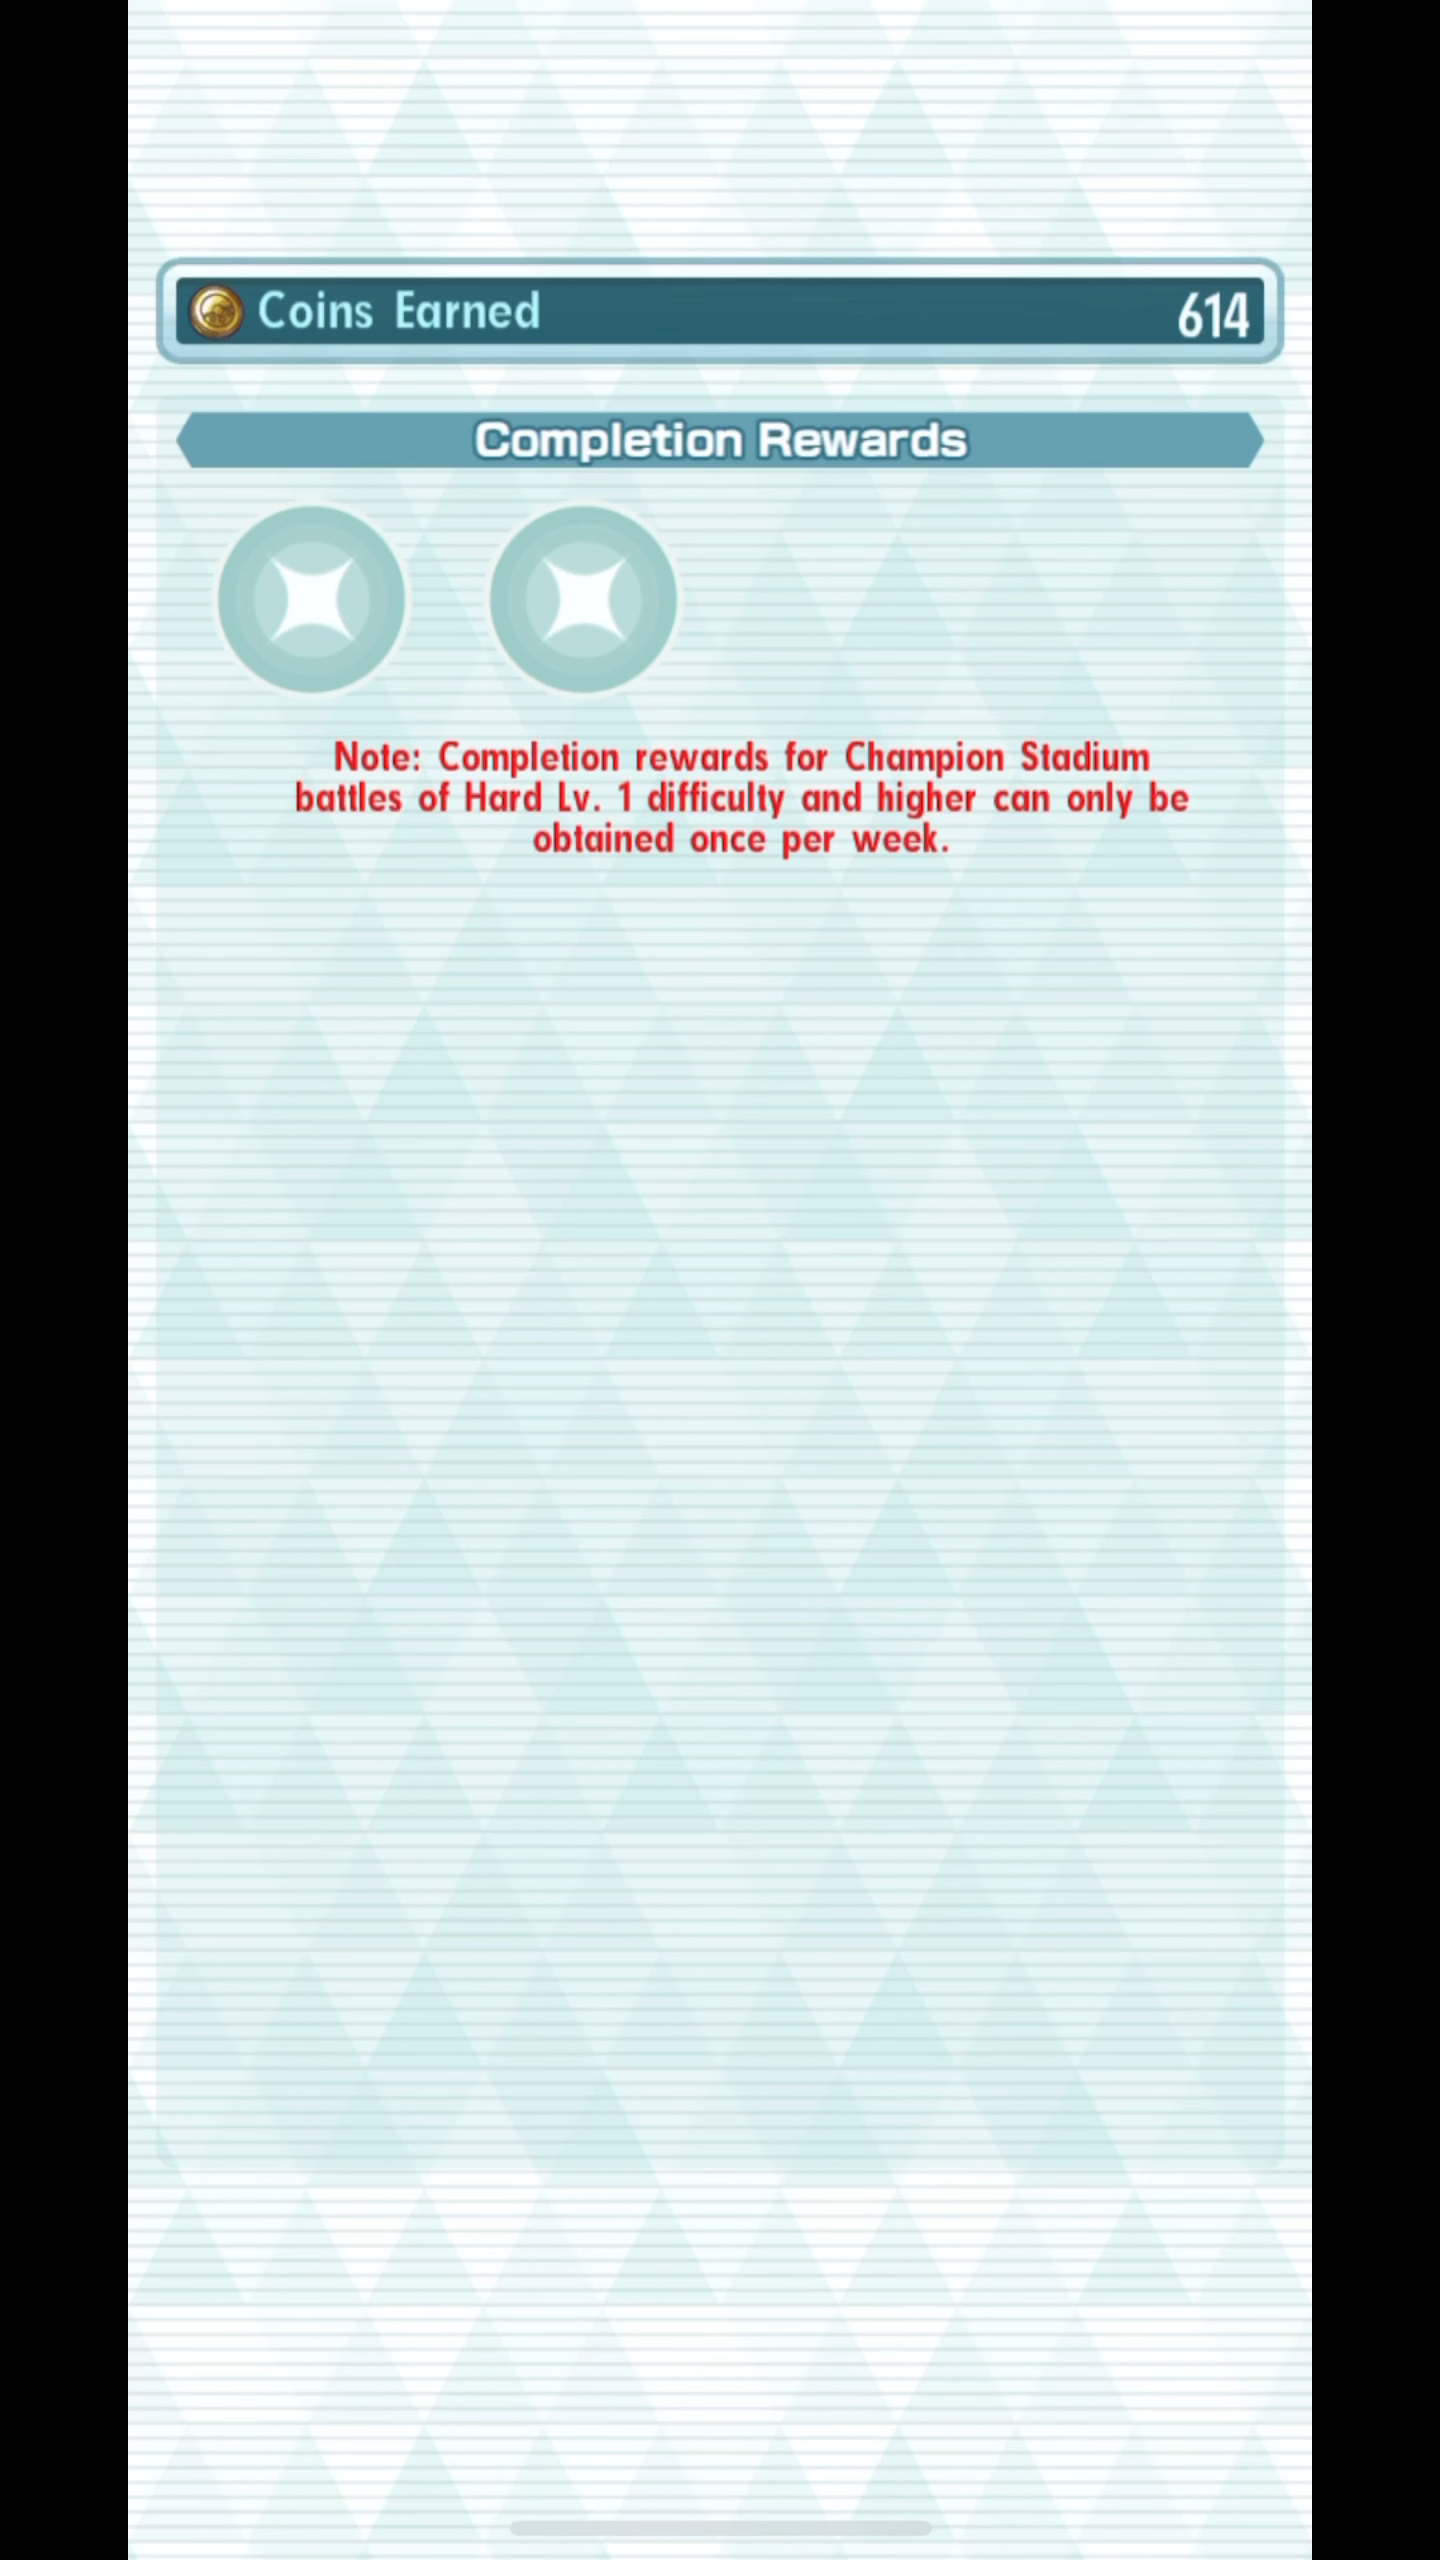 Coins Earned 614
Completion Rewards
Note: Completion rewards for Champion Stadium
battles of Hard Lv. 1 difficulty and higher can only be
obtained once per week.